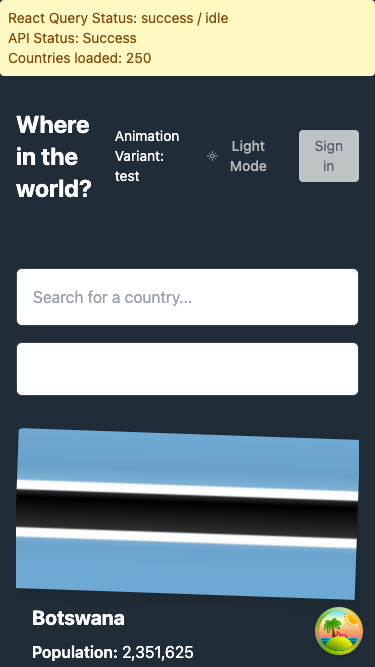 React Query Status: success / idle
API Status: Success
Countries loaded: 250
Where
in the
world?
Animation
Variant:
test
Light
Mode
Sign
in
Search for a country...
Botswana
Population: 2,351,625